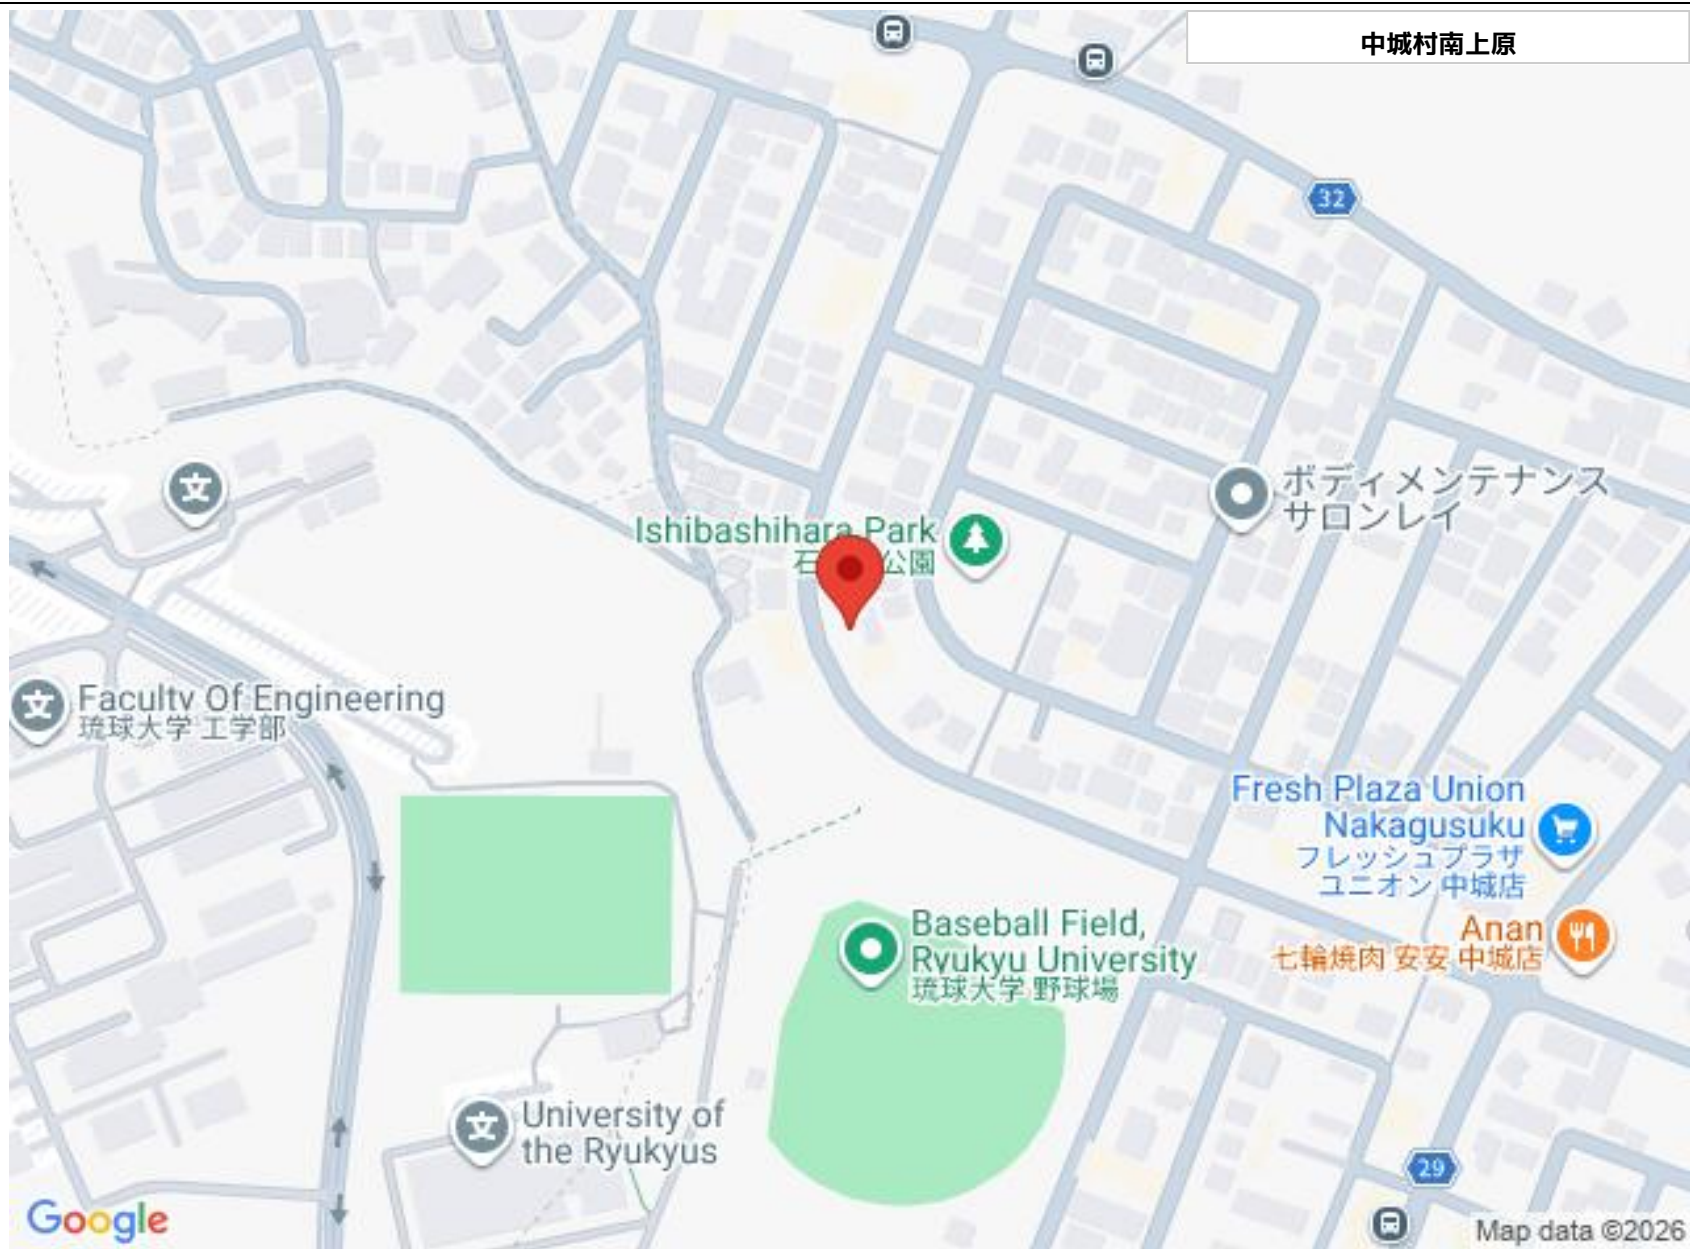 中城村南上原
32
Ishibashihara Park
石 公園
ボディメンテナンス
サロンレイ
文
文
Faculty Of Engineering
琉球大学 工学部
Fresh Plaza Union
Nakagusuku
フレッシュプラザ
ユニオン 中城店
Anan
七輪焼肉 安安 中城店
Baseball Field,
Ryukyu University
琉球大学 野球場
文
University of
the Ryukyus
29
Google
Map data ©2026